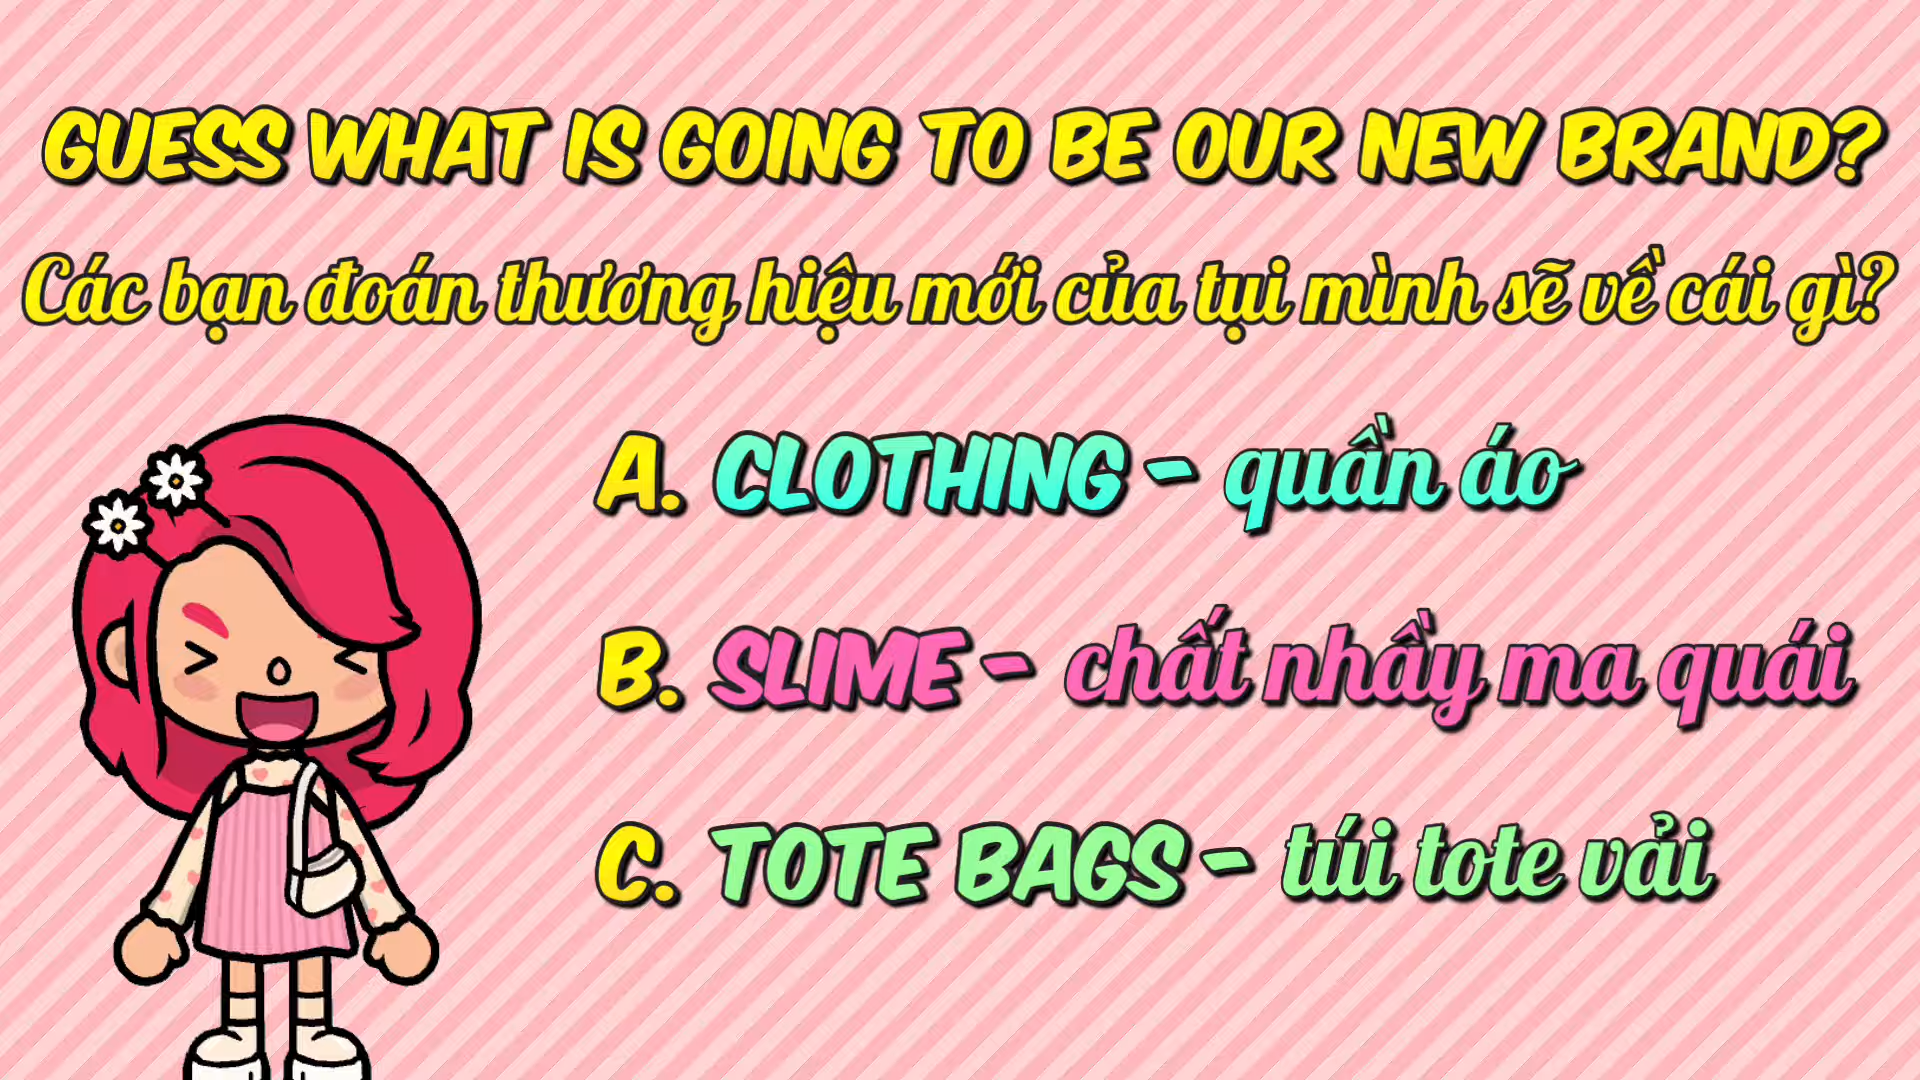 GUESS WHAT IS GOING TO BE OUR NEW BRAND?
Các bạn đoán thương hiệu mới của tụi mình sẽ về cái gì?
A. CLOTHING - quần áo
B. SLIME - chất nhầy ma quái
C. TOTE BAGS - túi tote vải